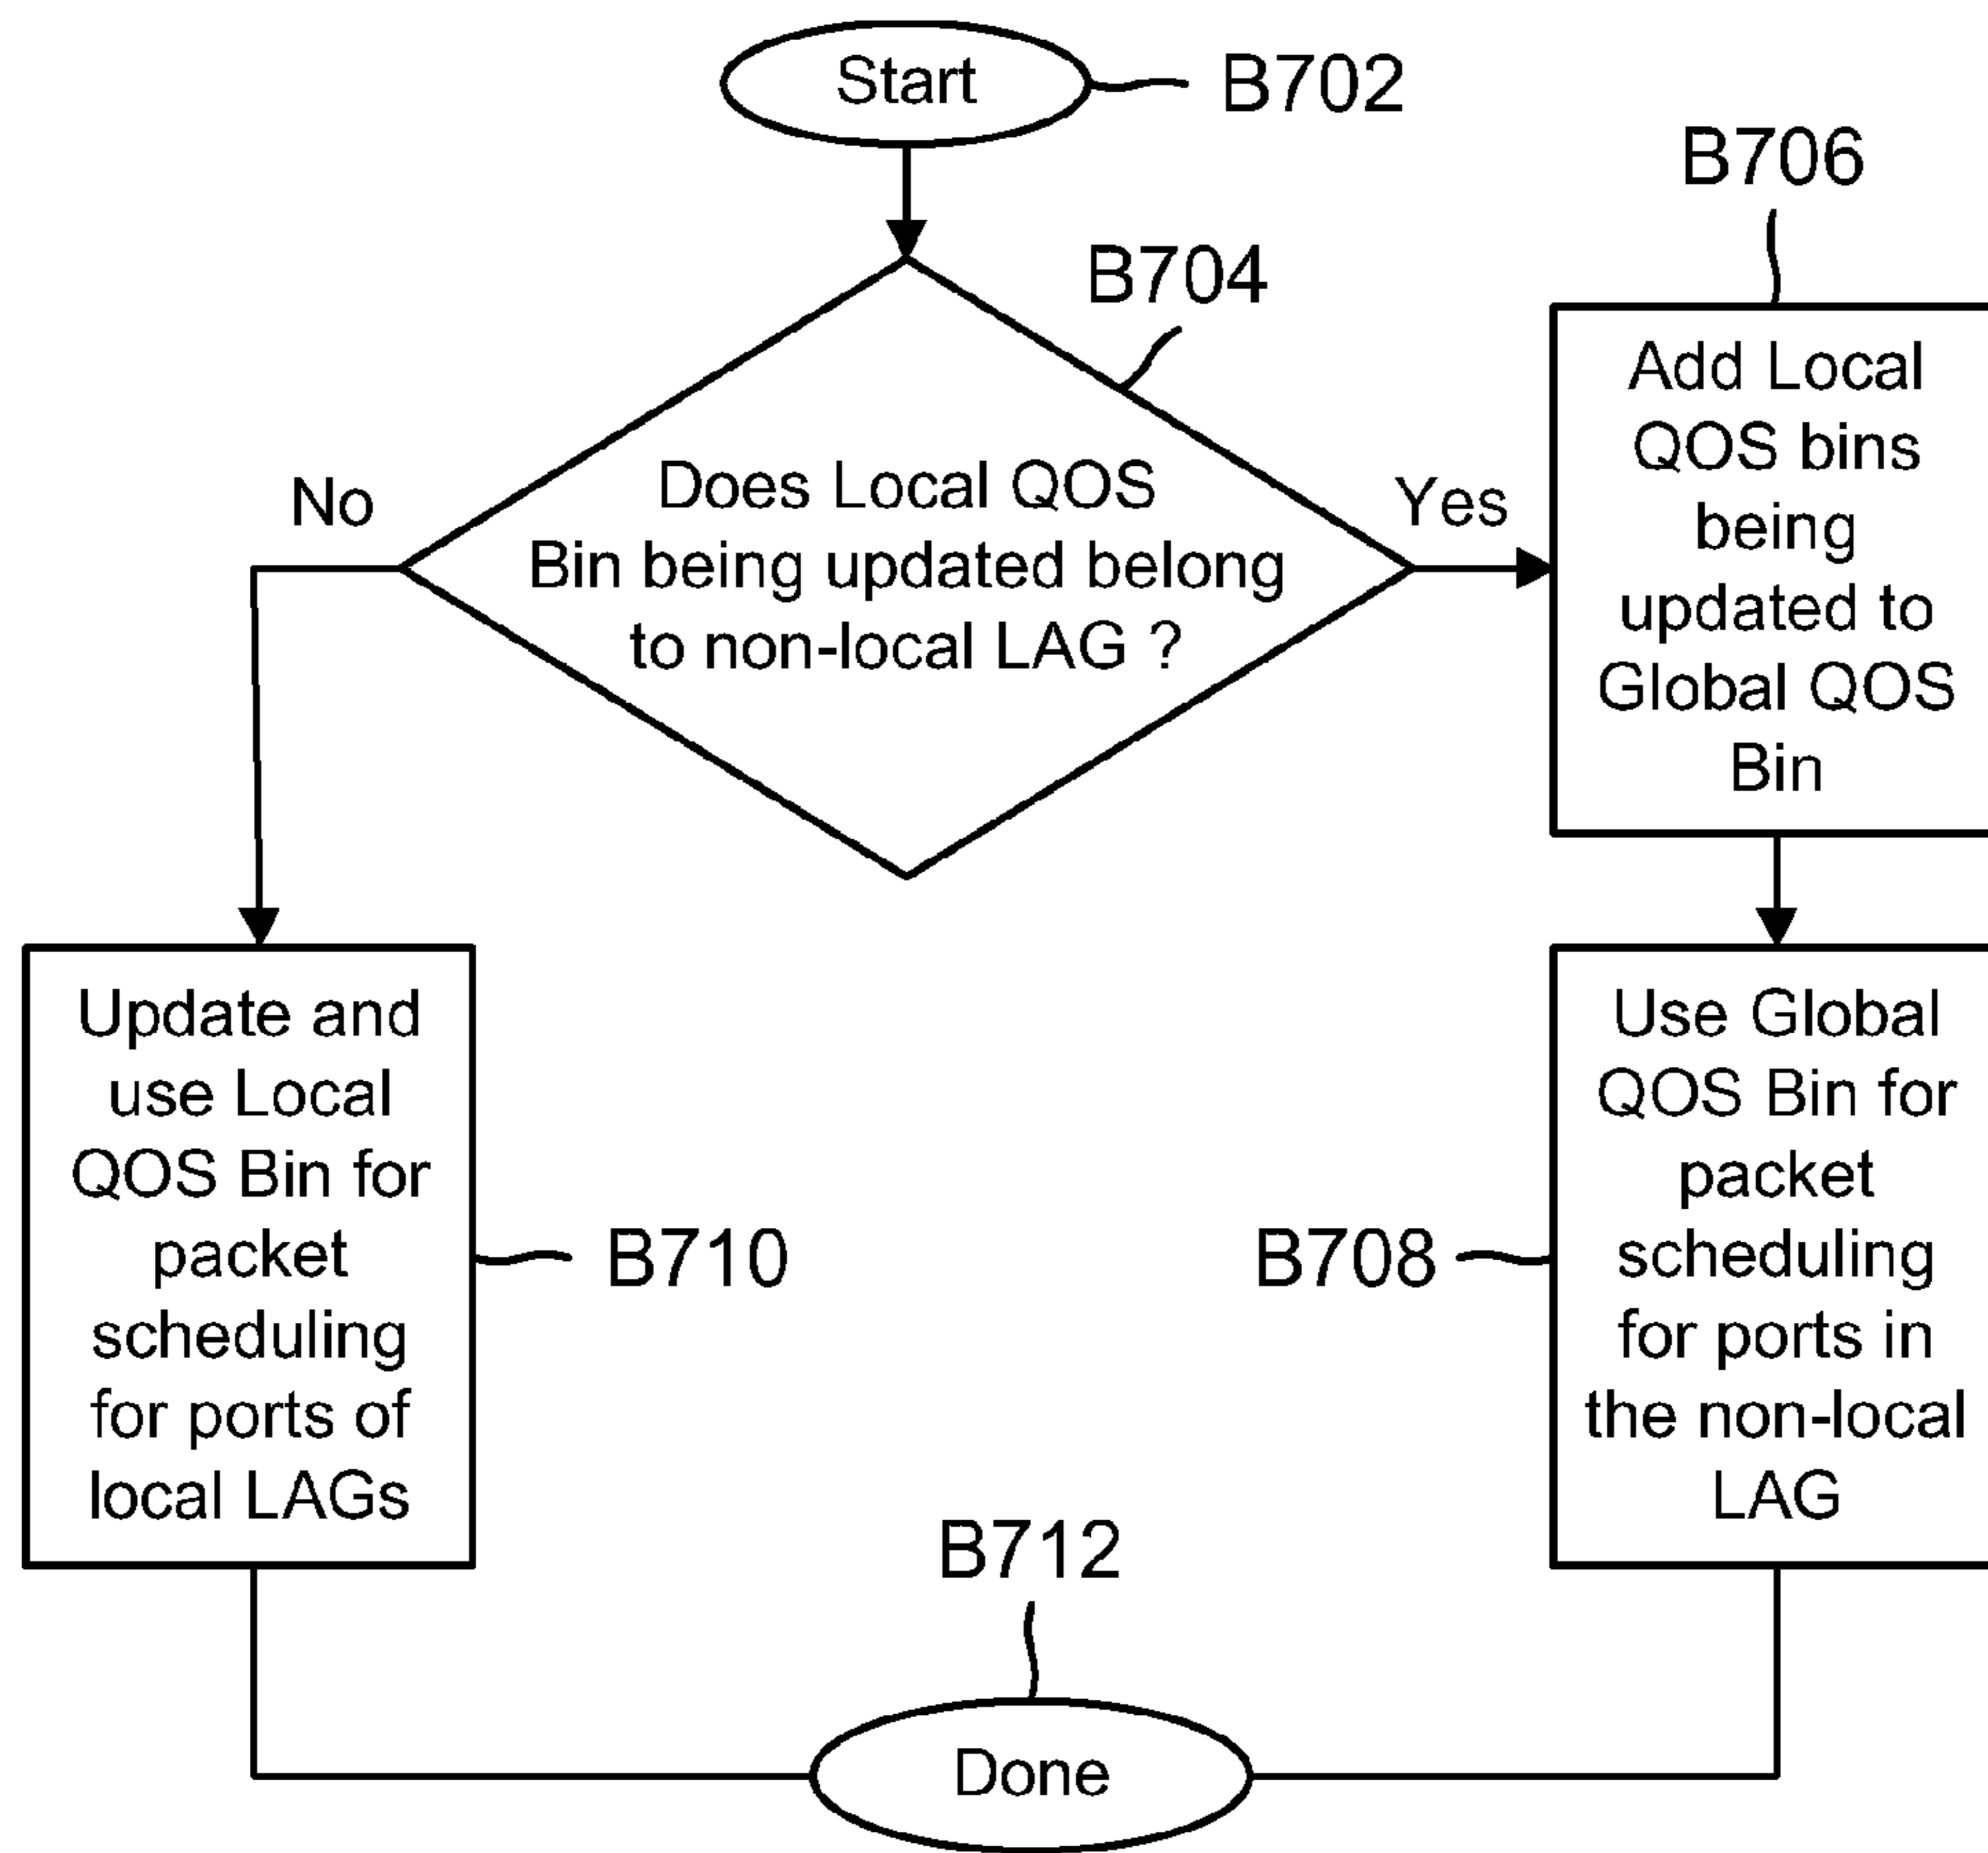 Start
B702
B706
B704
Does Local QOS
Bin being updated belong
to non-local LAG ?
No
Yes
Add Local
QOS bins
being
updated to
Global QOS
Bin
Update and
use Local
QOS Bin for
packet
scheduling
for ports of
local LAGs
B710
B708
Use Global
QOS Bin for
packet
scheduling
for ports in
the non-local
LAG
B712
Done